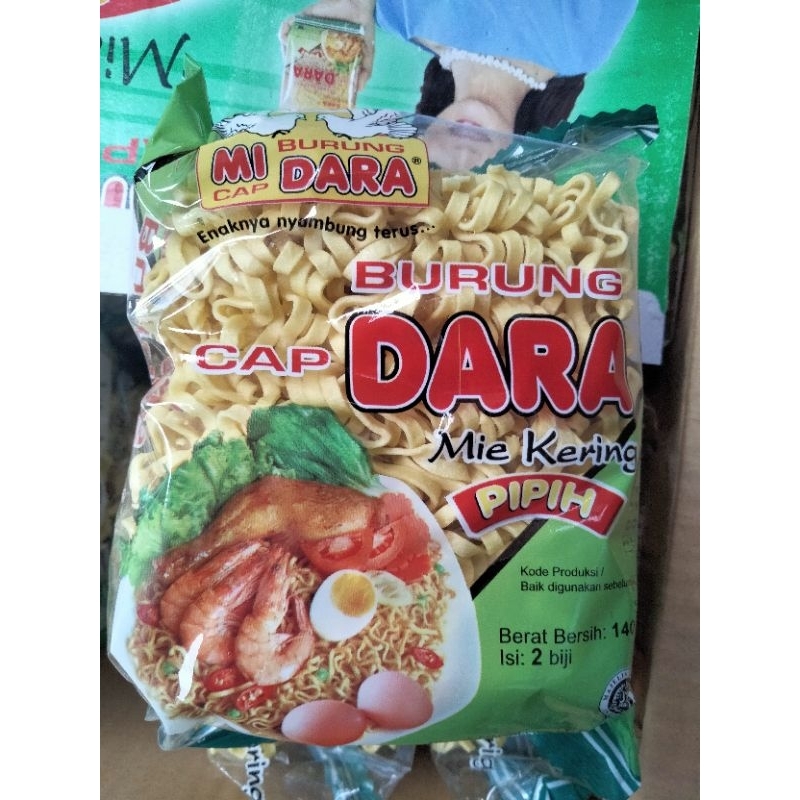 MI BURUNG
CAP DARA®
Enaknya nyambung terus...
BURUNG
CAP DARA
Mie Kering
PIPIH
Kode Produksi /
Baik digunakan
Berat Bersih: 140
Isi: 2 biji
DARA